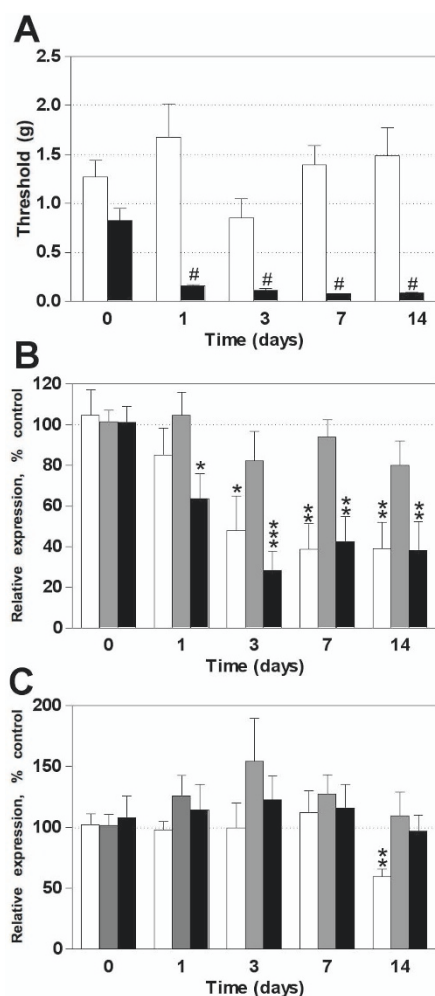 A
Threshold (g)
2.5
2.0
1.5
1.0
0.5
0.0
# # # #
0 1 3 7 14
Time (days)
B
Relative expression, % control
120
100
80
60
40
20
0
* * *** ** ** ** **
0 1 3 7 14
Time (days)
C
Relative expression, % control
200
150
100
50
0
**
0 1 3 7 14
Time (days)